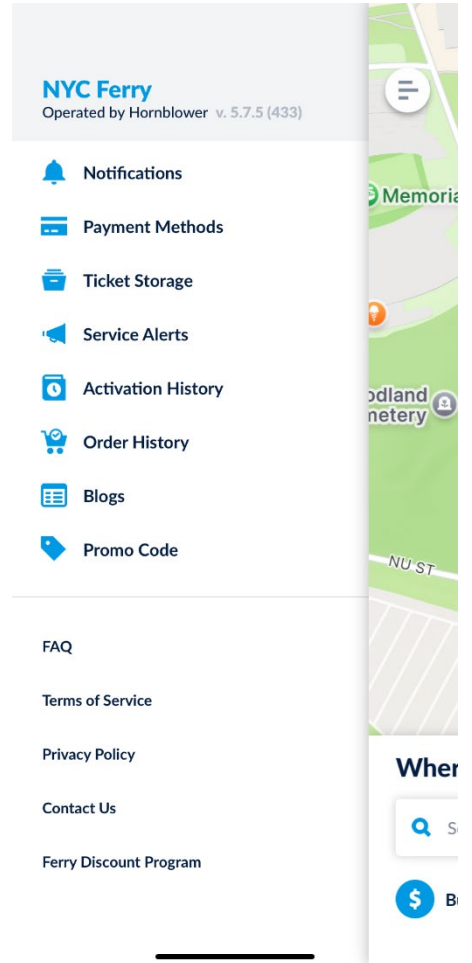 NYC Ferry
Operated by Hornblower v. 5.7.5 (433)
Notifications
Payment Methods
Ticket Storage
Service Alerts
Activation History
Order History
Blogs
Promo Code
FAQ
Terms of Service
Privacy Policy
Contact Us
Ferry Discount Program
Memoria
odland
netery
NU ST
Wher